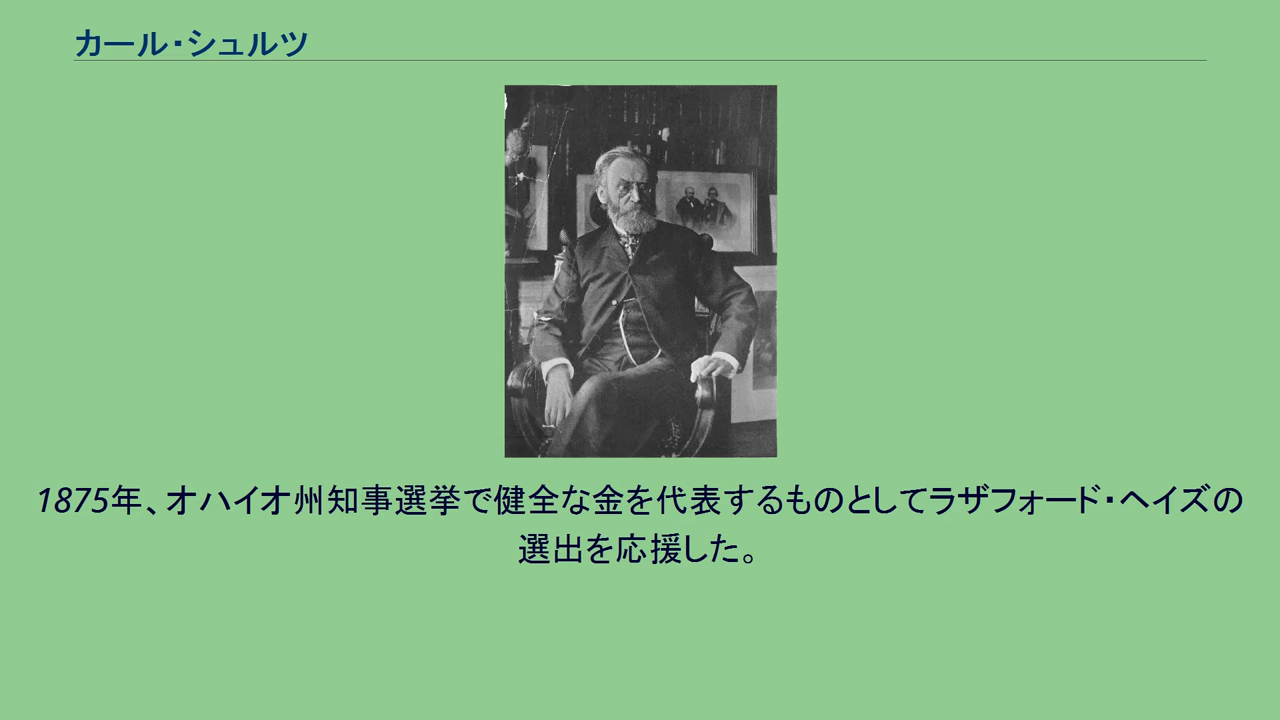 カール・シュルツ
1875年、オハイオ州知事選挙で健全な金を代表するものとしてラザフォード・ヘイズの
選出を応援した。